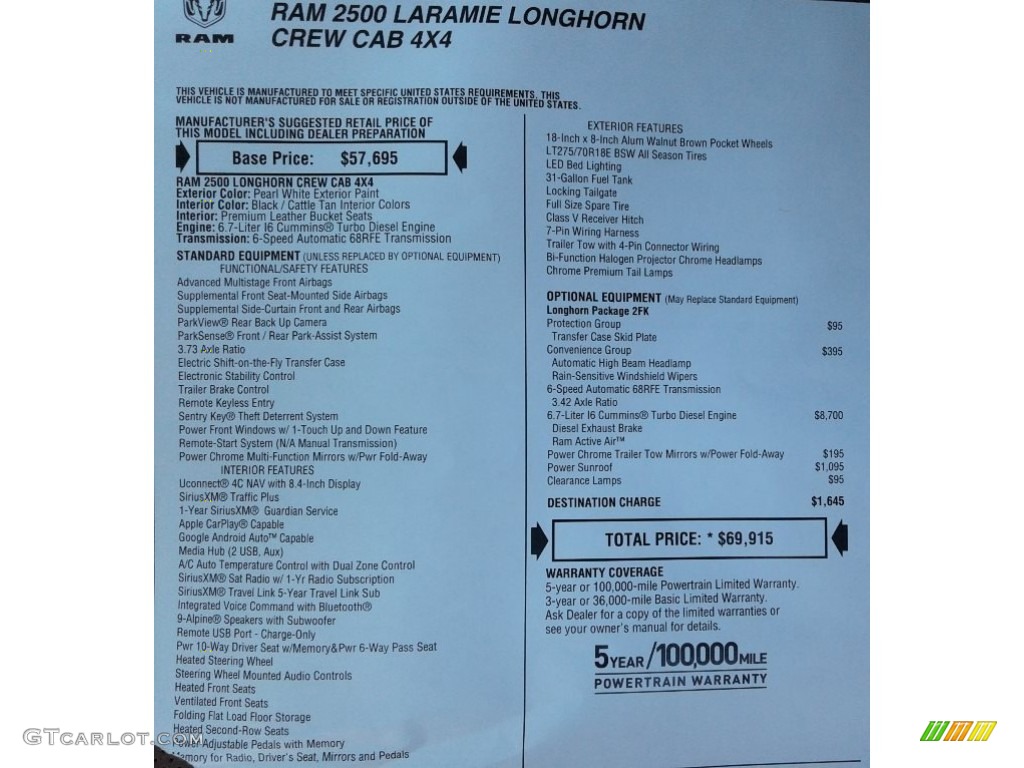 RAM
RAM 2500 LARAMIE LONGHORN
CREW CAB 4X4
THIS VEHICLE IS MANUFACTURED TO MEET SPECIFIC UNITED STATES REQUIREMENTS. THIS
VEHICLE IS NOT MANUFACTURED FOR SALE OR REGISTRATION OUTSIDE OF THE UNITED STATES.
MANUFACTURER'S SUGGESTED RETAIL PRICE OF
THIS MODEL INCLUDING DEALER PREPARATION
Base Price: $57,695
RAM 2500 LONGHORN CREW CAB 4X4
Exterior Color: Pearl White Exterior Paint
Interior Color: Black / Cattle Tan Interior Colors
Interior: Premium Leather Bucket Seats
Engine: 6.7-Liter I6 Cummins® Turbo Diesel Engine
Transmission: 6-Speed Automatic 68RFE Transmission
STANDARD EQUIPMENT (UNLESS REPLACED BY OPTIONAL EQUIPMENT)
FUNCTIONAL/SAFETY FEATURES
Advanced Multistage Front Airbags
Supplemental Front Seat-Mounted Side Airbags
Supplemental Side-Curtain Front and Rear Airbags
ParkView® Rear Back Up Camera
ParkSense® Front / Rear Park-Assist System
3.73 Axle Ratio
Electric Shift-on-the-Fly Transfer Case
Electronic Stability Control
Trailer Brake Control
Remote Keyless Entry
Sentry Key® Theft Deterrent System
Power Front Windows w/ 1-Touch Up and Down Feature
Remote-Start System (N/A Manual Transmission)
Power Chrome Multi-Function Mirrors w/Pwr Fold-Away
INTERIOR FEATURES
Uconnect® 4C NAV with 8.4-Inch Display
SiriusXM® Traffic Plus
1-Year SiriusXM® Guardian Service
Apple CarPlay® Capable
Google Android Auto™ Capable
Media Hub (2 USB, Aux)
A/C Auto Temperature Control with Dual Zone Control
SiriusXM® Sat Radio w/ 1-Yr Radio Subscription
SiriusXM® Travel Link 5-Year Travel Link Sub
Integrated Voice Command with Bluetooth®
9-Alpine® Speakers with Subwoofer
Remote USB Port - Charge-Only
Pwr 10-Way Driver Seat w/Memory&Pwr 6-Way Pass Seat
Heated Steering Wheel
Steering Wheel Mounted Audio Controls
Heated Front Seats
Ventilated Front Seats
Folding Flat Load Floor Storage
Heated Second-Row Seats
Power Adjustable Pedals with Memory
Memory for Radio, Driver's Seat, Mirrors and Pedals
EXTERIOR FEATURES
18-Inch x 8-Inch Alum Walnut Brown Pocket Wheels
LT275/70R18E BSW All Season Tires
LED Bed Lighting
31-Gallon Fuel Tank
Locking Tailgate
Full Size Spare Tire
Class V Receiver Hitch
7-Pin Wiring Harness
Trailer Tow with 4-Pin Connector Wiring
Bi-Function Halogen Projector Chrome Headlamps
Chrome Premium Tail Lamps
OPTIONAL EQUIPMENT (May Replace Standard Equipment)
Longhorn Package 2FK
Protection Group $95
Transfer Case Skid Plate
Convenience Group $395
Automatic High Beam Headlamp
Rain-Sensitive Windshield Wipers
6-Speed Automatic 68RFE Transmission
3.42 Axle Ratio
6.7-Liter I6 Cummins® Turbo Diesel Engine $8,700
Diesel Exhaust Brake
Ram Active Air™
Power Chrome Trailer Tow Mirrors w/Power Fold-Away $195
Power Sunroof $1,095
Clearance Lamps $95
DESTINATION CHARGE $1,645
TOTAL PRICE: * $69,915
WARRANTY COVERAGE
5-year or 100,000-mile Powertrain Limited Warranty.
3-year or 36,000-mile Basic Limited Warranty.
Ask Dealer for a copy of the limited warranties or
see your owner's manual for details.
5 YEAR/100,000 MILE
POWERTRAIN WARRANTY
GTcarlot.com